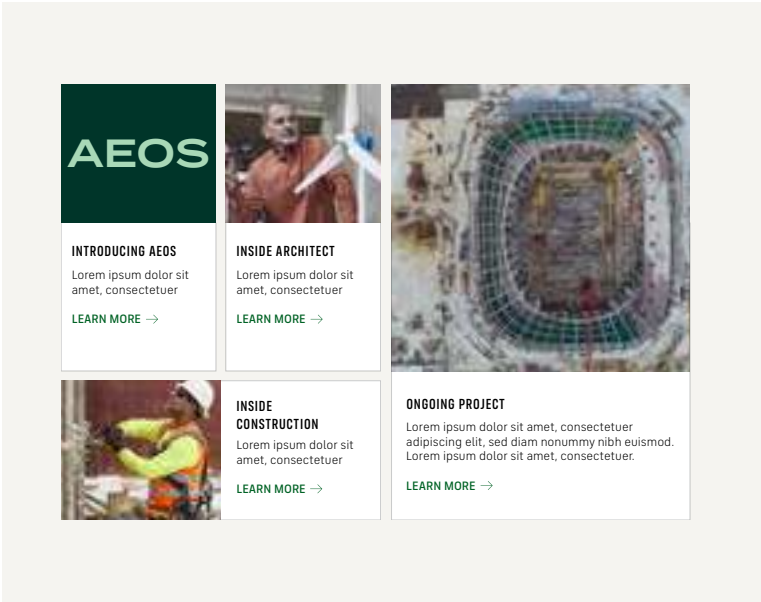 AEOS
INTRODUCING AEOS
Lorem ipsum dolor sit
amet, consectetuer
LEARN MORE →
INSIDE ARCHITECT
Lorem ipsum dolor sit
amet, consectetuer
LEARN MORE →
INSIDE
CONSTRUCTION
Lorem ipsum dolor sit
amet, consectetuer
LEARN MORE →
ONGOING PROJECT
Lorem ipsum dolor sit amet, consectetuer
adipiscing elit, sed diam nonummy nibh euismod.
Lorem ipsum dolor sit amet, consectetuer.
LEARN MORE →